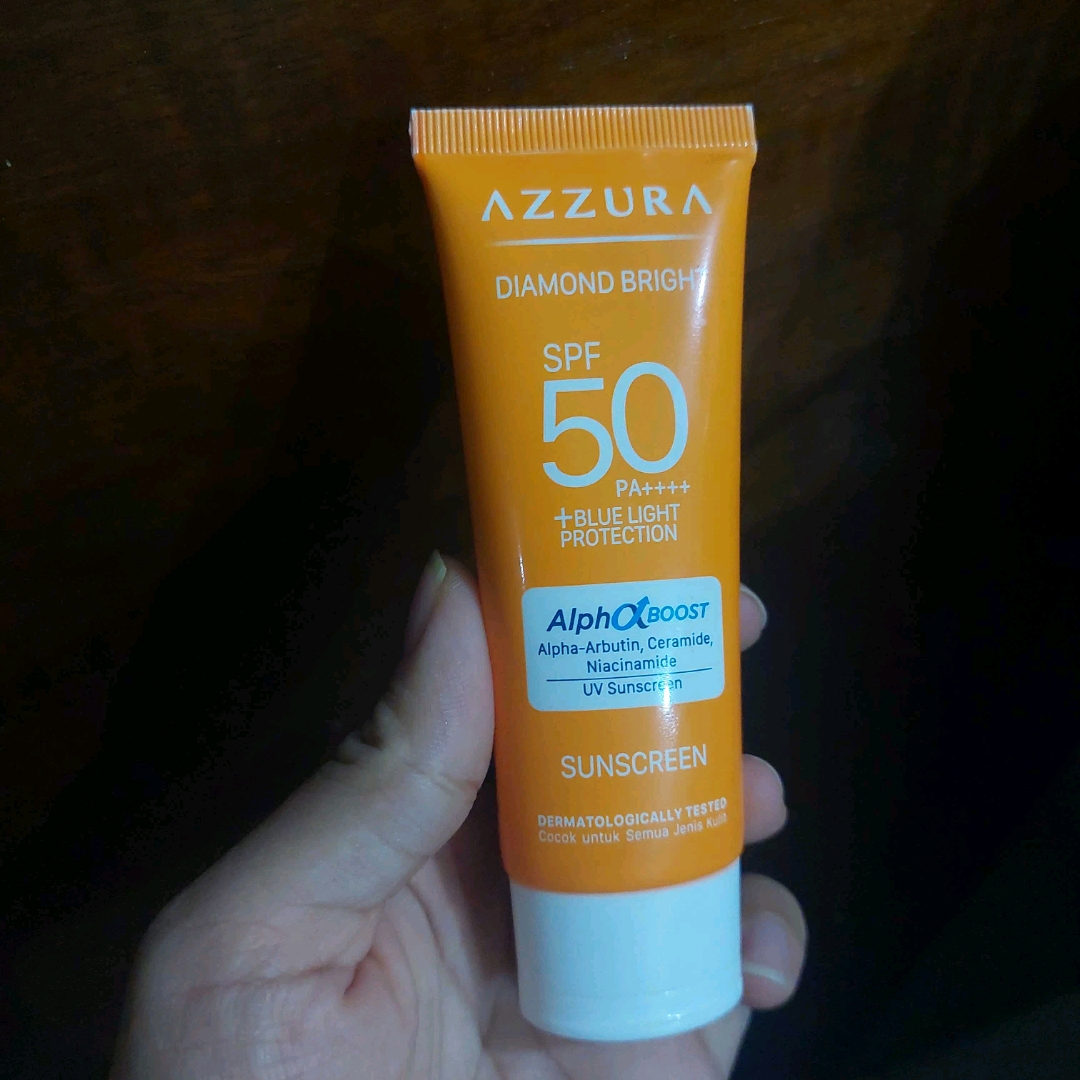 AZZURA
DIAMOND BRIGHT
SPF
50
PA++++
+BLUE LIGHT
PROTECTION
AlphαBOOST
Alpha-Arbutin, Ceramide,
Niacinamide
UV Sunscreen
SUNSCREEN
DERMATOLOGICALLY TESTED
Cocok untuk Semua Jenis Kulit